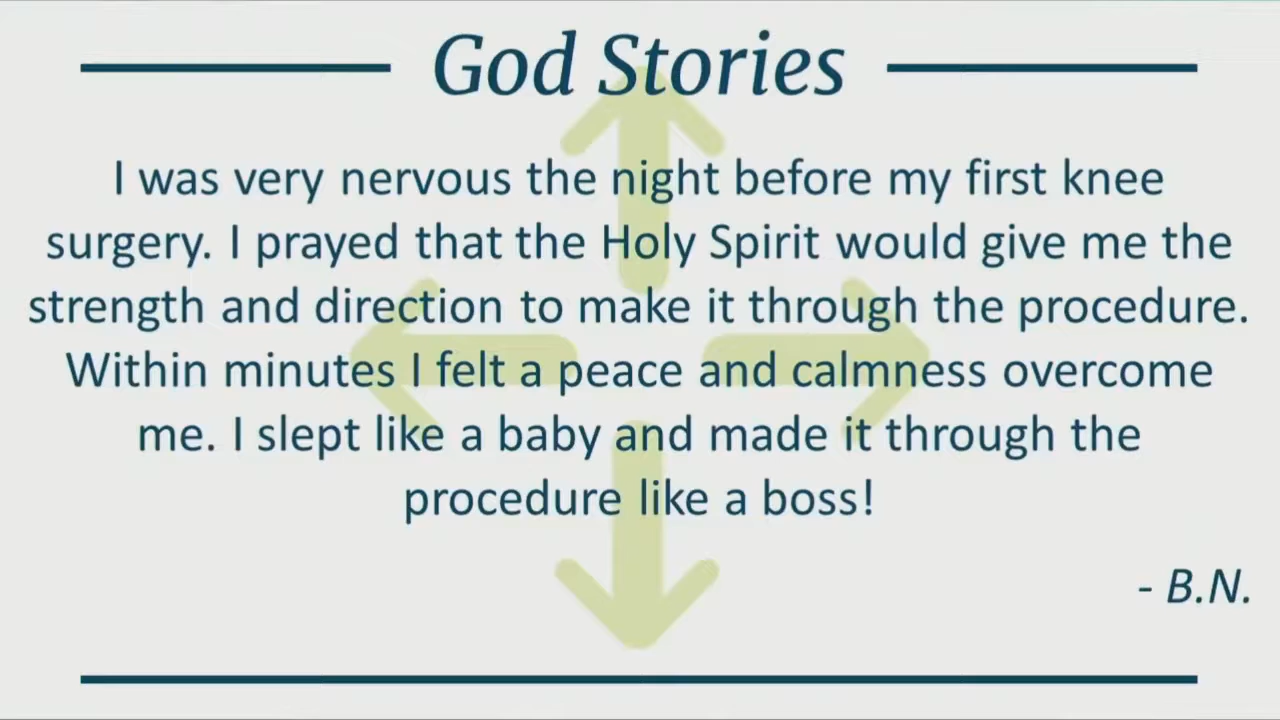 God Stories
I was very nervous the night before my first knee
surgery. I prayed that the Holy Spirit would give me the
strength and direction to make it through the procedure.
Within minutes I felt a peace and calmness overcome
me. I slept like a baby and made it through the
procedure like a boss!
- B.N.